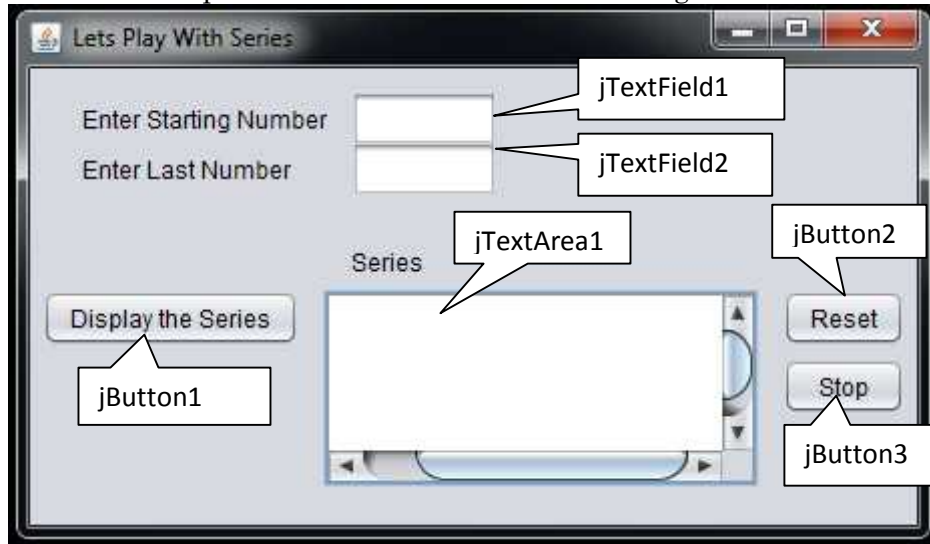 Lets Play With Series
jTextField1
Enter Starting Number
jTextField2
Enter Last Number
jTextArea1
jButton2
Series
Display the Series
Reset
jButton1
Stop
jButton3